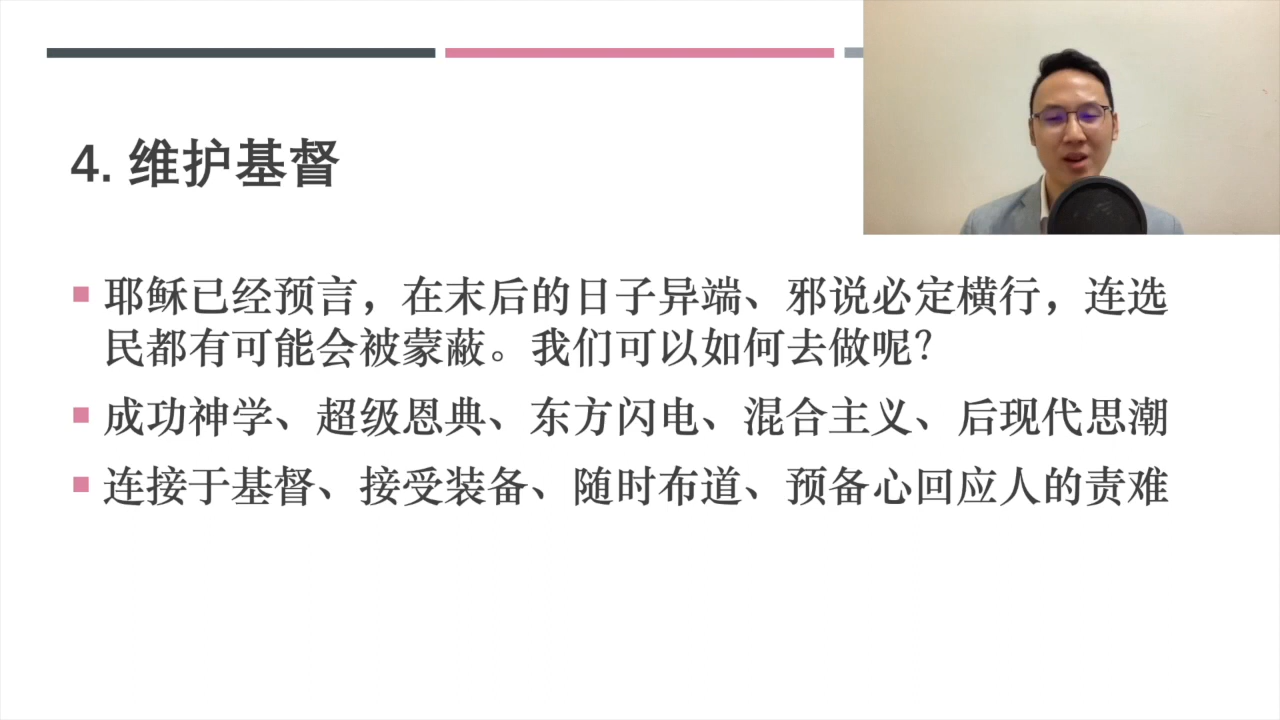 4. 维护基督
耶稣已经预言，在末后的日子异端、邪说必定横行，连选
民都有可能会被蒙蔽。我们可以如何去做呢？
成功神学、超级恩典、东方闪电、混合主义、后现代思潮
连接于基督、接受装备、随时布道、预备心回应人的责难